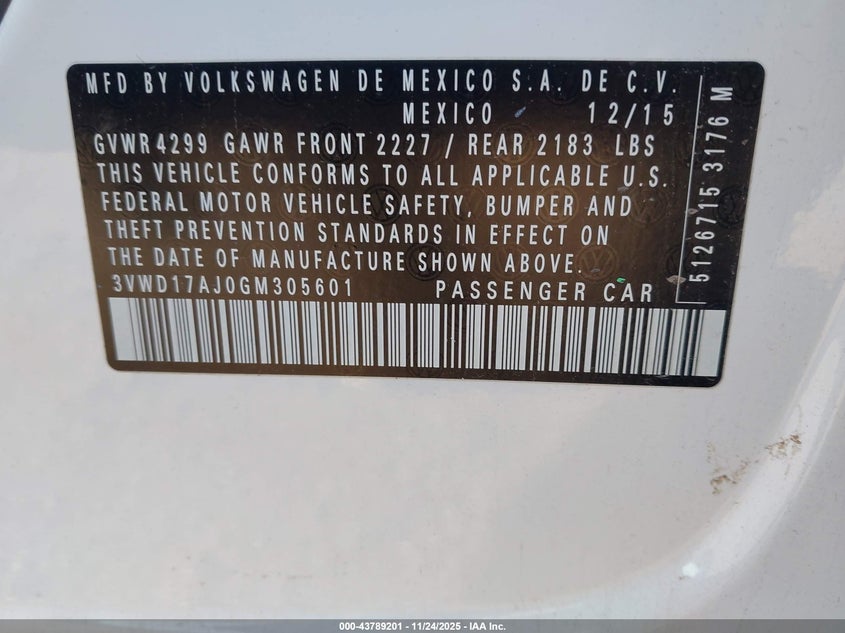 MFD BY VOLKSWAGEN DE MEXICO S.A. DE C.V.
MEXICO 12/15
GVWR 4299 GAWR FRONT 2227 / REAR 2183 LBS
THIS VEHICLE CONFORMS TO ALL APPLICABLE U.S.
FEDERAL MOTOR VEHICLE SAFETY, BUMPER AND
THEFT PREVENTION STANDARDS IN EFFECT ON
THE DATE OF MANUFACTURE SHOWN ABOVE.
3VWD17AJ0GM305601 PASSENGER CAR
5126715 3176 M
000-43789201 - 11/24/2025 - IAA Inc.